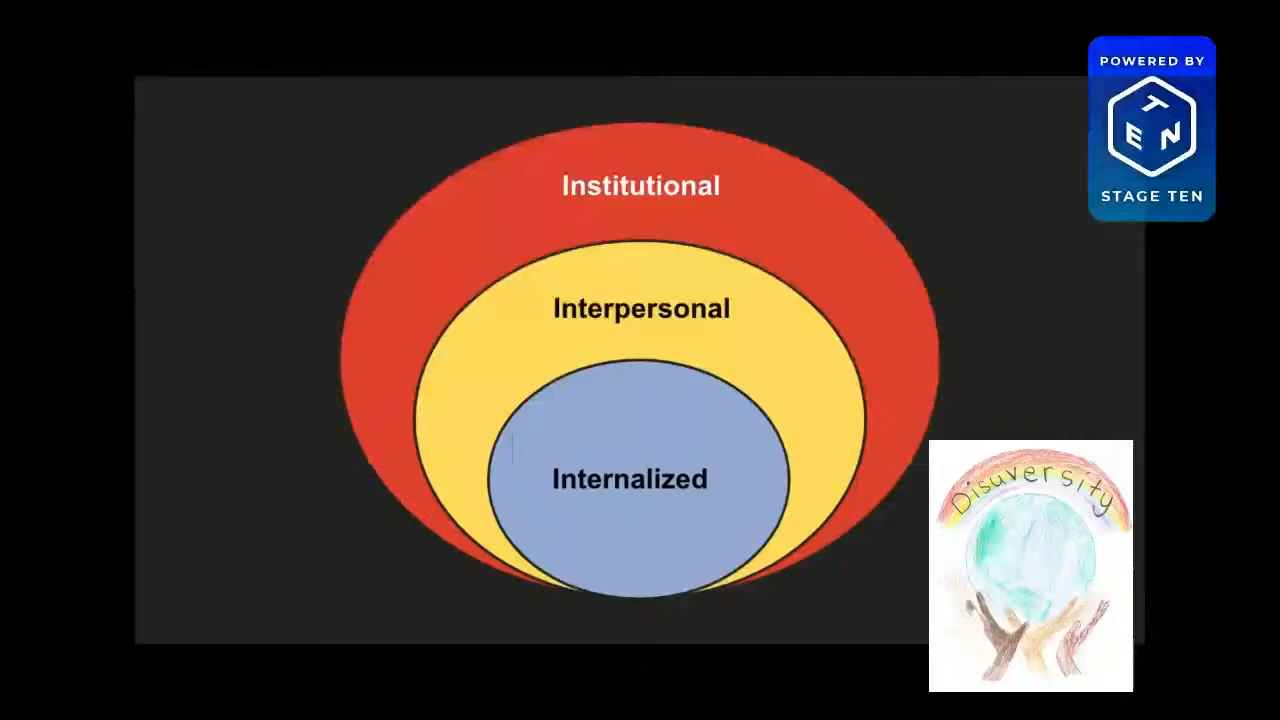 POWERED BY
T
E N
STAGE TEN
Institutional
Interpersonal
Internalized
Disuversity